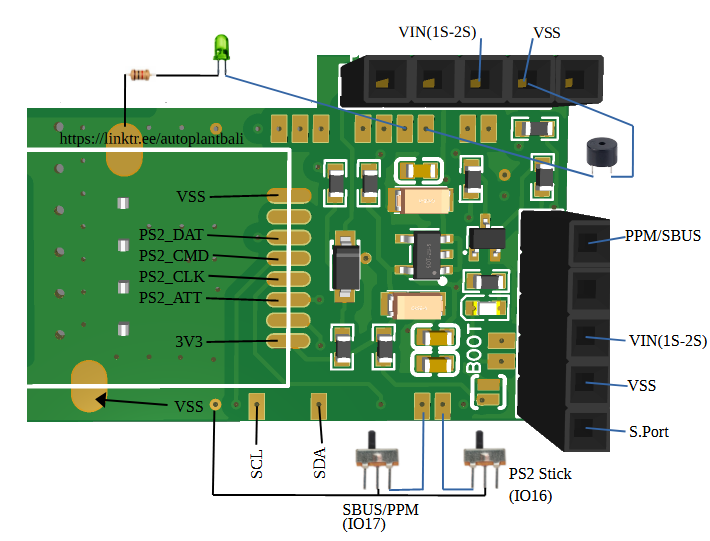 VIN(1S-2S)
VSS
https://linktr.ee/autoplantbali
VSS
PS2_DAT
PS2_CMD
PS2_CLK
PS2_ATT
3V3
VSS
BOOT
PPM/SBUS
VIN(1S-2S)
VSS
S.Port
SCL
SDA
SBUS/PPM
(IO17)
PS2 Stick
(IO16)